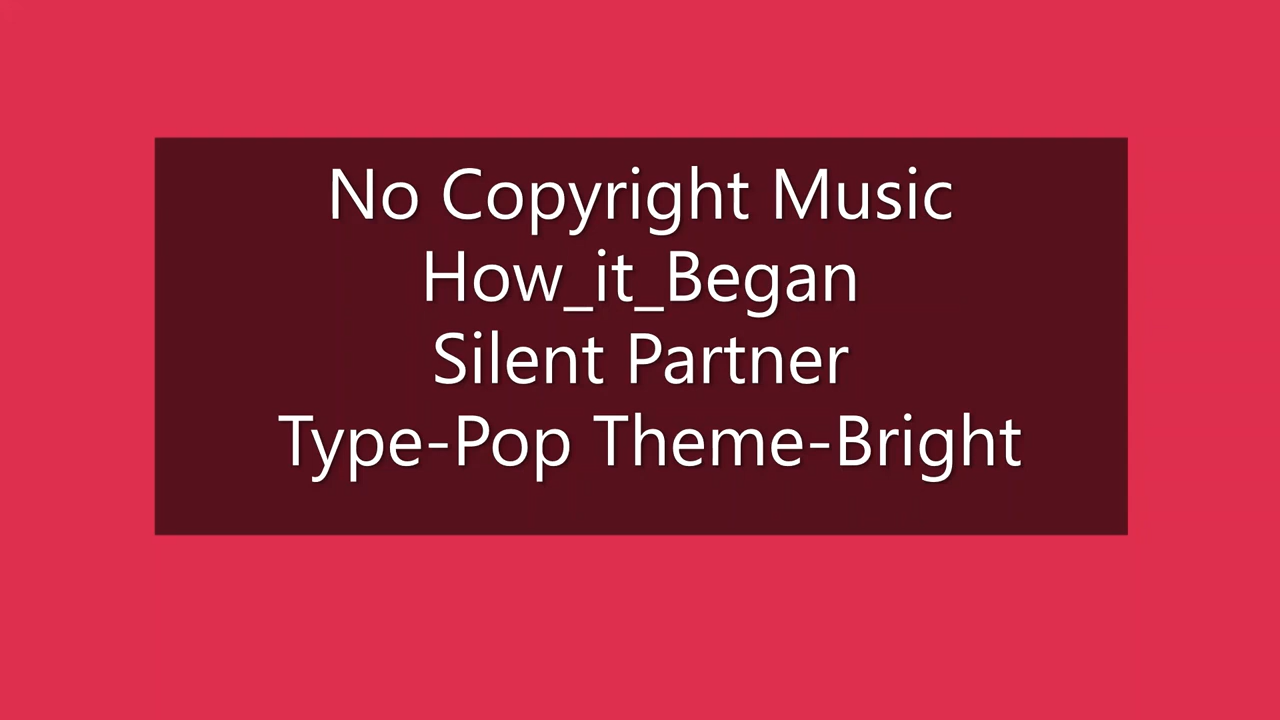 No Copyright Music
How_it_Began
Silent Partner
Type-Pop Theme-Bright